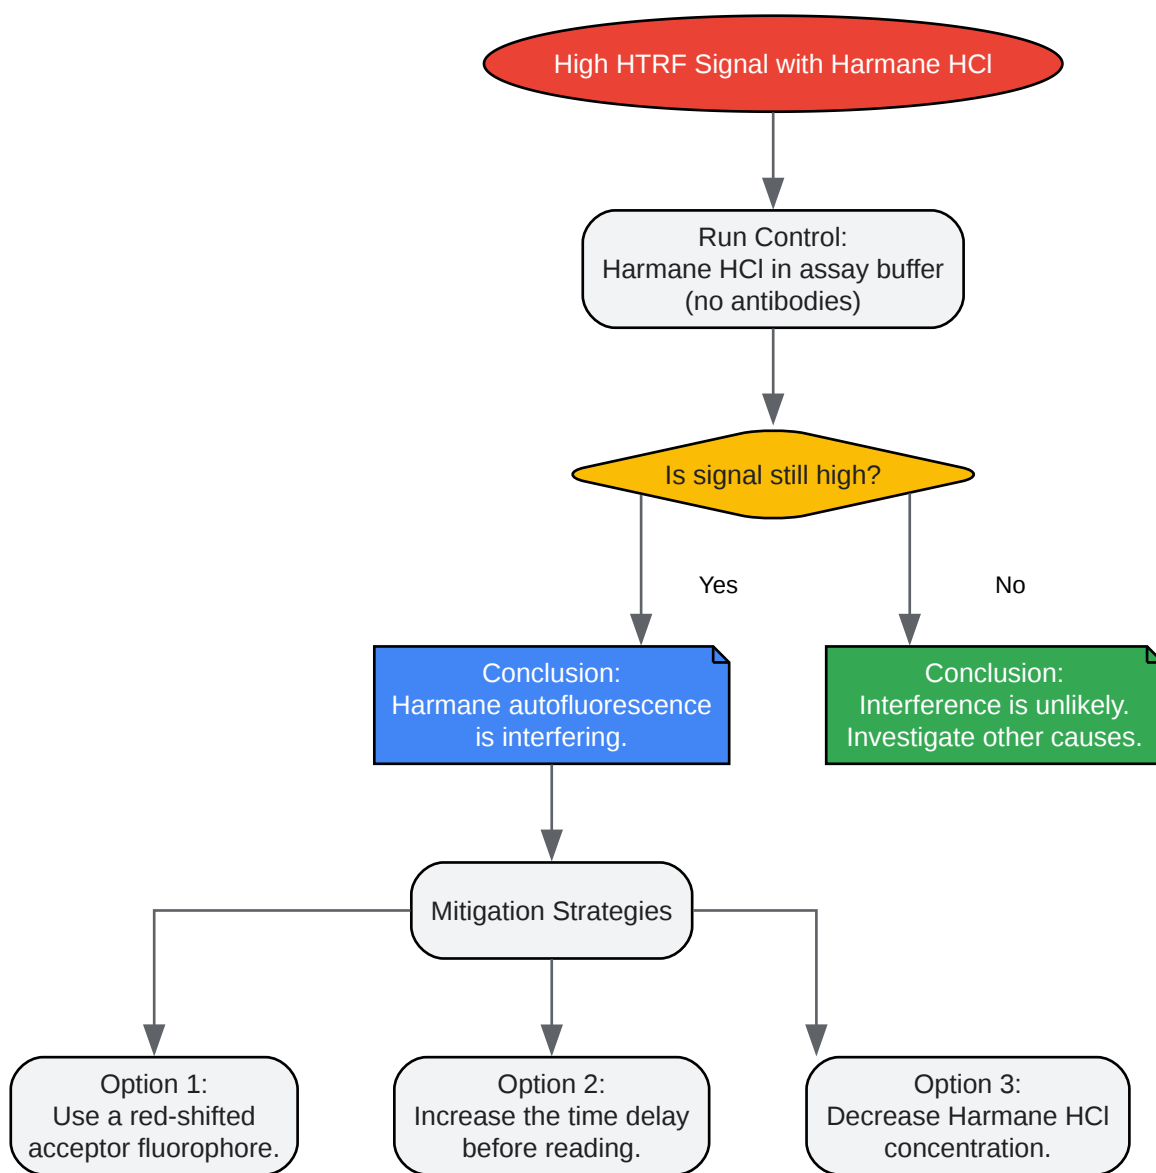 High HTRF Signal with Harmane HCl
Run Control:
Harmane HCl in assay buffer
(no antibodies)
Is signal still high?
Yes
No
Conclusion:
Harmane autofluorescence
is interfering.
Conclusion:
Interference is unlikely.
Investigate other causes.
Mitigation Strategies
Option 1:
Use a red-shifted
acceptor fluorophore.
Option 2:
Increase the time delay
before reading.
Option 3:
Decrease Harmane HCl
concentration.